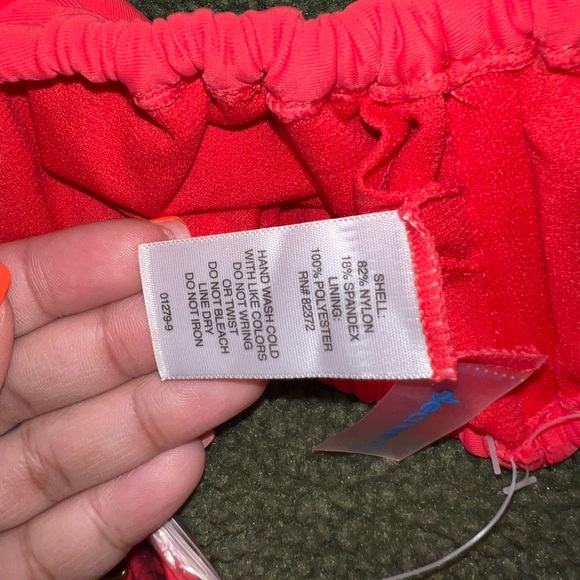 SHELL:
82% NYLON
18% SPANDEX
LINING:
100% POLYESTER
RN# 82372
HAND WASH COLD
WITH LIKE COLORS
DO NOT WRING
OR TWIST
DO NOT BLEACH
LINE DRY
DO NOT IRON
01279-9